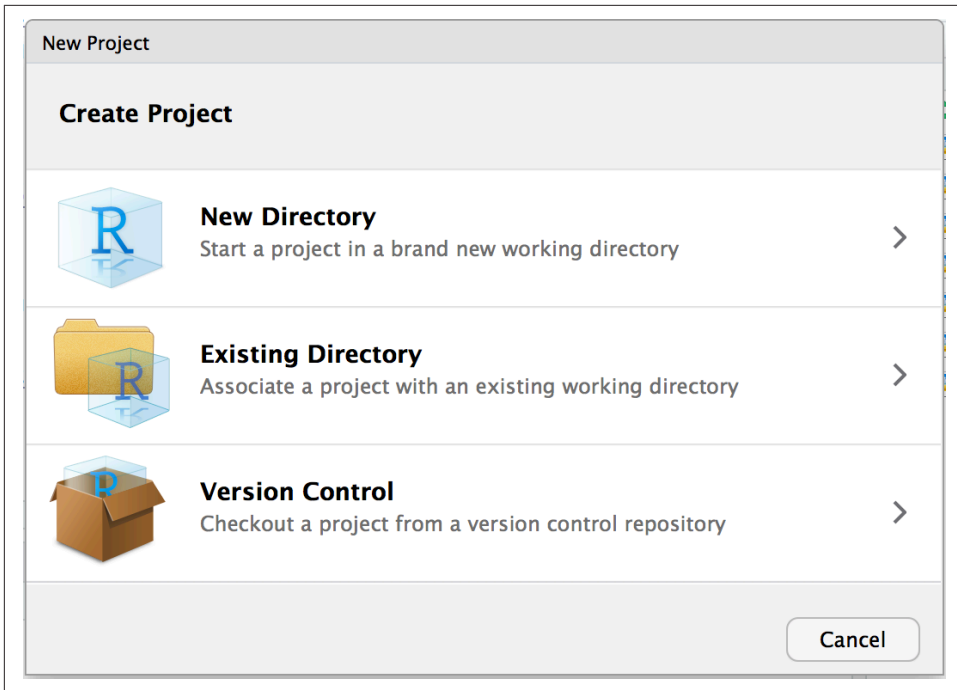 New Project
Create Project
R
New Directory
Start a project in a brand new working directory
R
Existing Directory
Associate a project with an existing working directory
R
Version Control
Checkout a project from a version control repository
Cancel